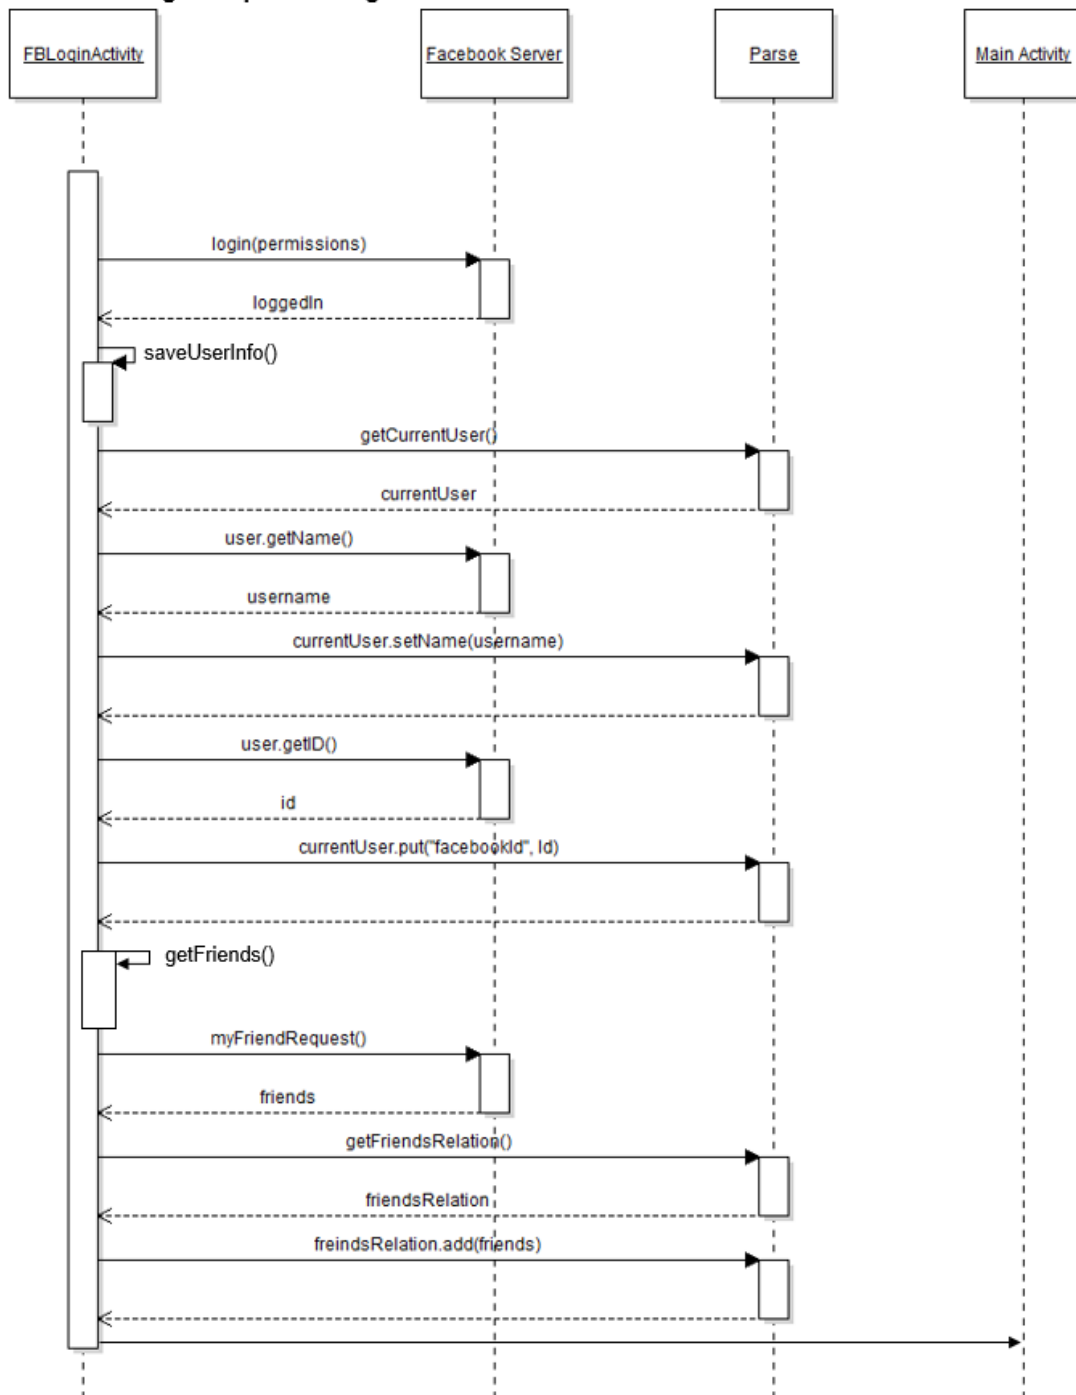 FBLoginActivity
Facebook Server
Parse
Main Activity
login(permissions)
loggedIn
saveUserInfo()
getCurrentUser()
currentUser
user.getName()
username
currentUser.setName(username)
user.getID()
id
currentUser.put("facebookId", Id)
getFriends()
myFriendRequest()
friends
getFriendsRelation()
friendsRelation
freindsRelation.add(friends)